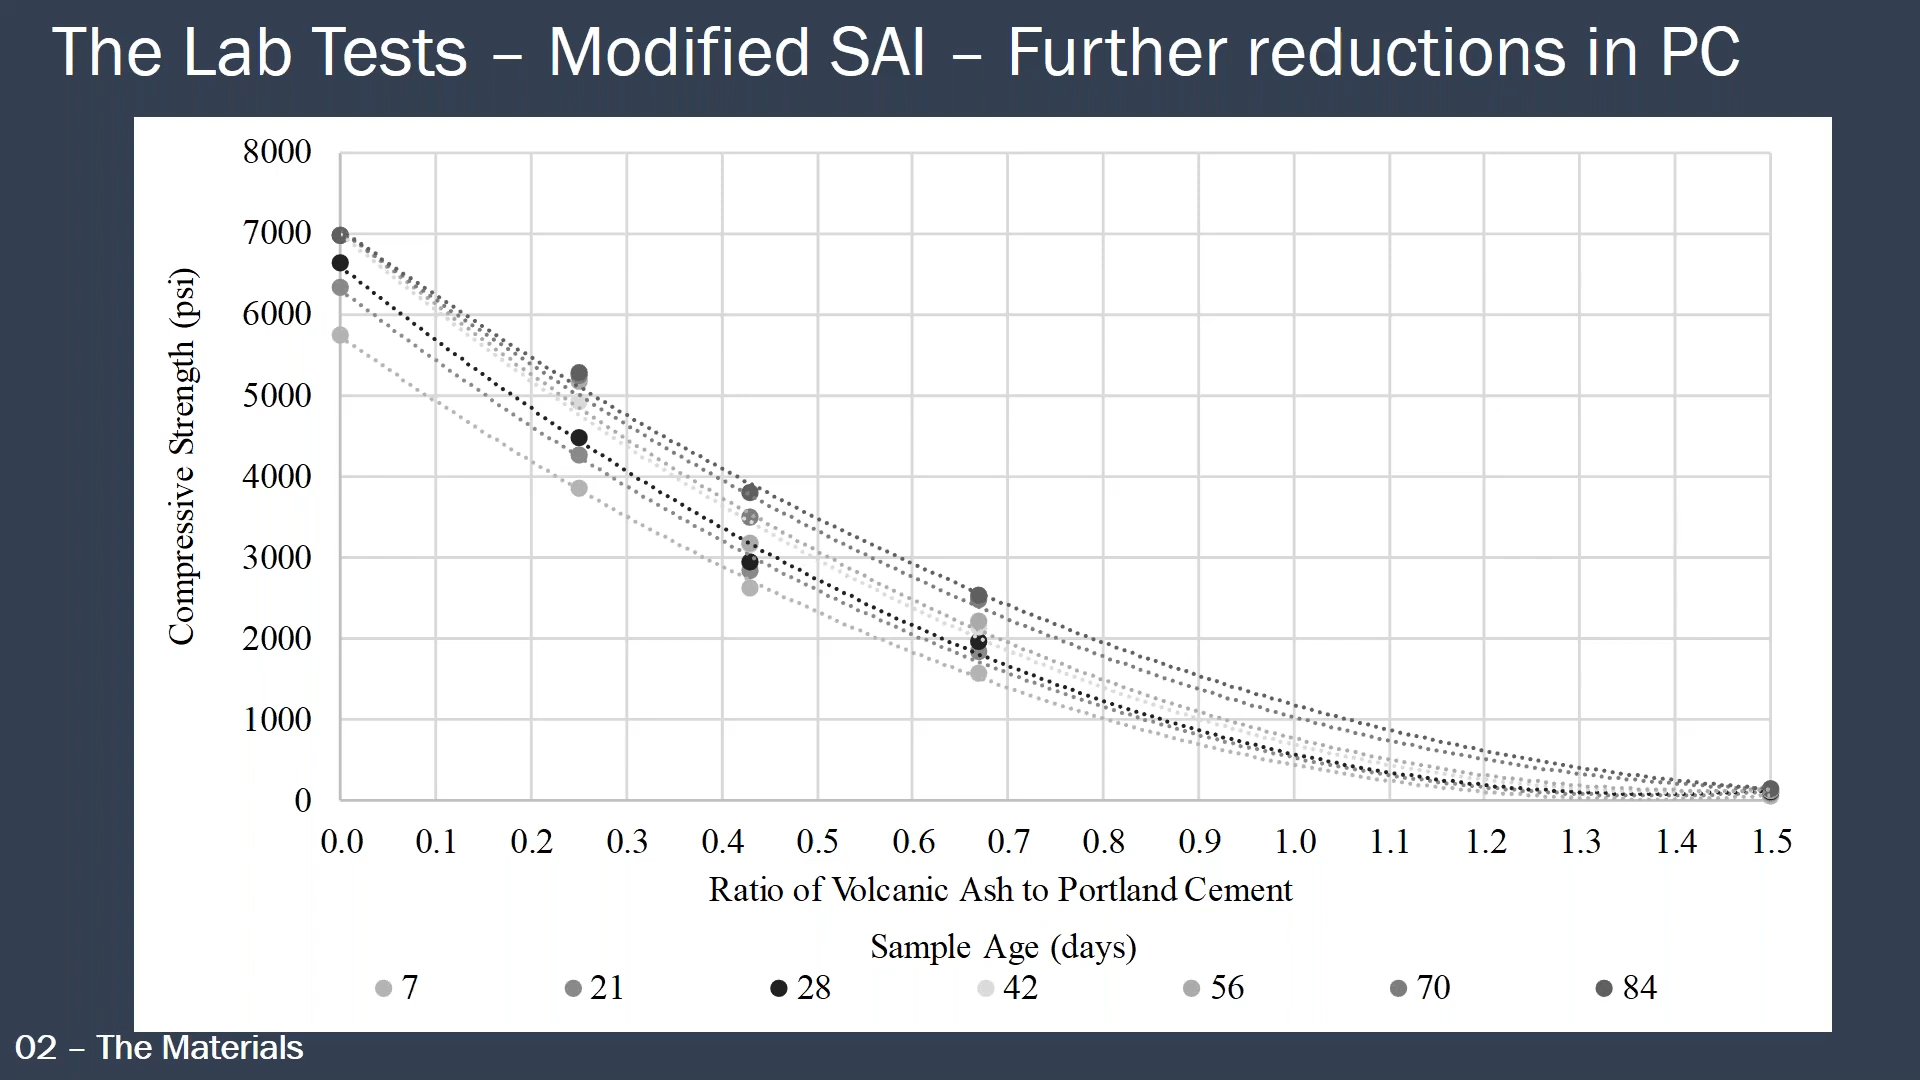 The Lab Tests – Modified SAI – Further reductions in PC
8000
7000
6000
5000
4000
3000
2000
1000
0
Compressive Strength (psi)
0.0 0.1 0.2 0.3 0.4 0.5 0.6 0.7 0.8 0.9 1.0 1.1 1.2 1.3 1.4 1.5
Ratio of Volcanic Ash to Portland Cement
Sample Age (days)
7 21 28 42 56 70 84
02 – The Materials